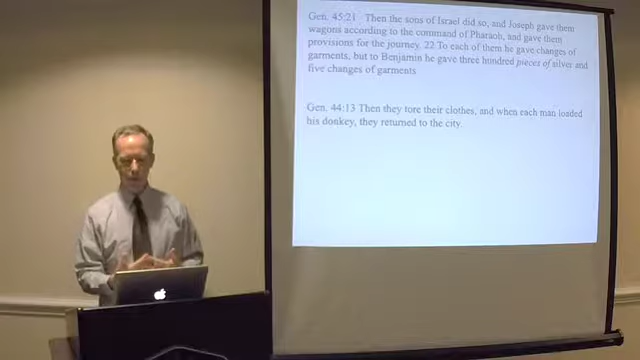 Gen. 45:21 Then the sons of Israel did so, and Joseph gave them
wagons according to the command of Pharaoh, and gave them
provisions for the journey. 22 To each of them he gave changes of
garments, but to Benjamin he gave three hundred pieces of silver and
five changes of garments
Gen. 44:13 Then they tore their clothes, and when each man loaded
his donkey, they returned to the city.